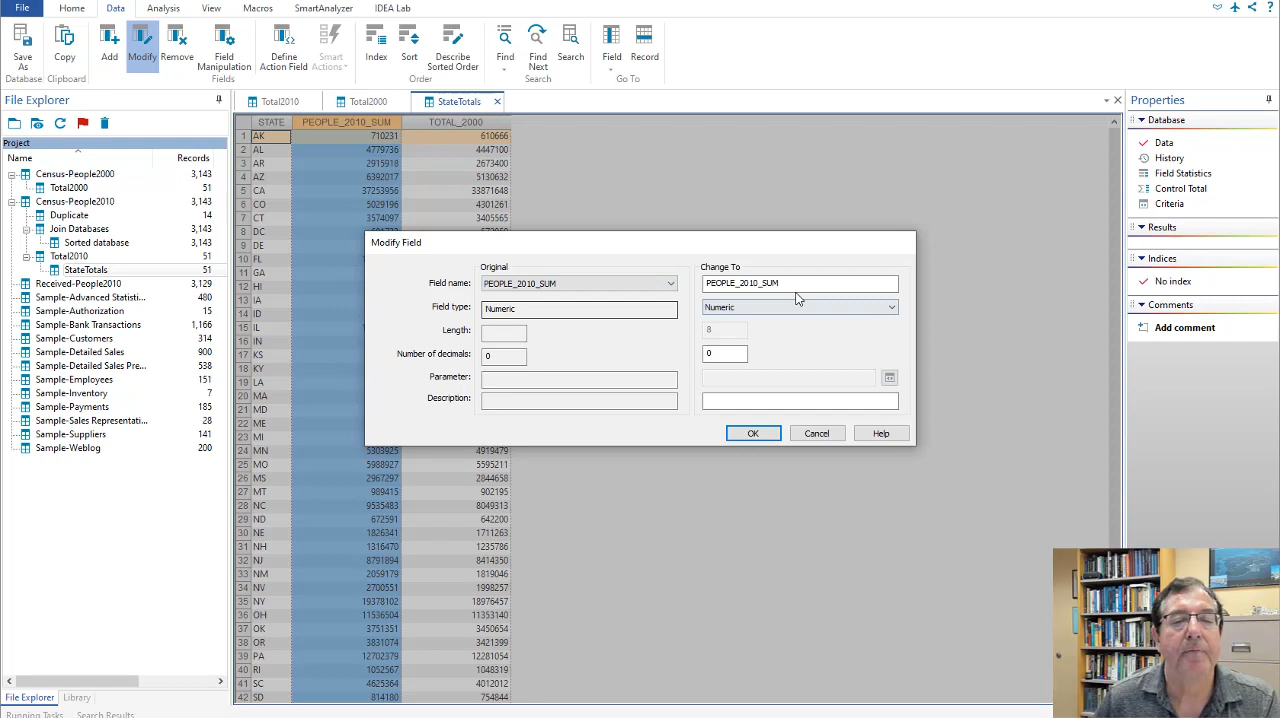 File Home Data Analysis View Macros SmartAnalyzer IDEA Lab
Save As Copy Add Modify Remove Field Manipulation Define Action Field Smart Actions Index Sort Describe Sorted Order Find Find Next Search Field Record
Database Clipboard Fields Order Search Go To
File Explorer
Total2010 Total2000 StateTotals
Properties
Project
Name Records
Census-People2000 3,143
Total2000 51
Census-People2010 3,143
Duplicate 14
Join Databases 3,143
Sorted database 3,143
Total2010 51
StateTotals 51
Received-People2010 3,729
Sample-Advanced Statisti... 480
Sample-Authorization 15
Sample-Bank Transactions 1,166
Sample-Customers 314
Sample-Detailed Sales 900
Sample-Detailed Sales Pre... 538
Sample-Employees 791
Sample-Inventory 7
Sample-Payments 185
Sample-Sales Representati... 28
Sample-Suppliers 141
Sample-Weblog 200
File Explorer Library
Running Tasks Search Results
STATE PEOPLE_2010_SUM TOTAL_2000
1 AK 710231 610666
2 AL 4779736 4447100
3 AR 2915918 2673400
4 AZ 6392017 5130632
5 CA 37253956 33871648
6 CO 5029196 4301261
7 CT 3574097 3405565
8 DC
9 DE
10 FL
11 GA
12 HI
13 IA
14 ID
15 IL
16 IN
17 KS
18 KY
19 LA
20 MA
21 MD
22 ME
23 MI
24 MN 5303925 4919479
25 MO 5988927 5595211
26 MS 2967297 2844658
27 MT 989415 902195
28 NC 9535483 8049313
29 ND 672591 642200
30 NE 1826341 1711263
31 NH 1316470 1235786
32 NJ 8791894 8414350
33 NM 2059179 1819046
34 NV 2700551 1998257
35 NY 19378102 18976457
36 OH 11536504 11353140
37 OK 3751351 3450654
38 OR 3831074 3421399
39 PA 12702379 12281054
40 RI 1052567 1048319
41 SC 4625364 4012012
42 SD 814180 754844
Modify Field
Original Change To
Field name: PEOPLE_2010_SUM PEOPLE_2010_SUM
Field type: Numeric Numeric
Length: 8
Number of decimals: 0 0
Parameter:
Description:
OK Cancel Help
Database
Data
History
Field Statistics
Control Total
Criteria
Results
Indices
No index
Comments
Add comment